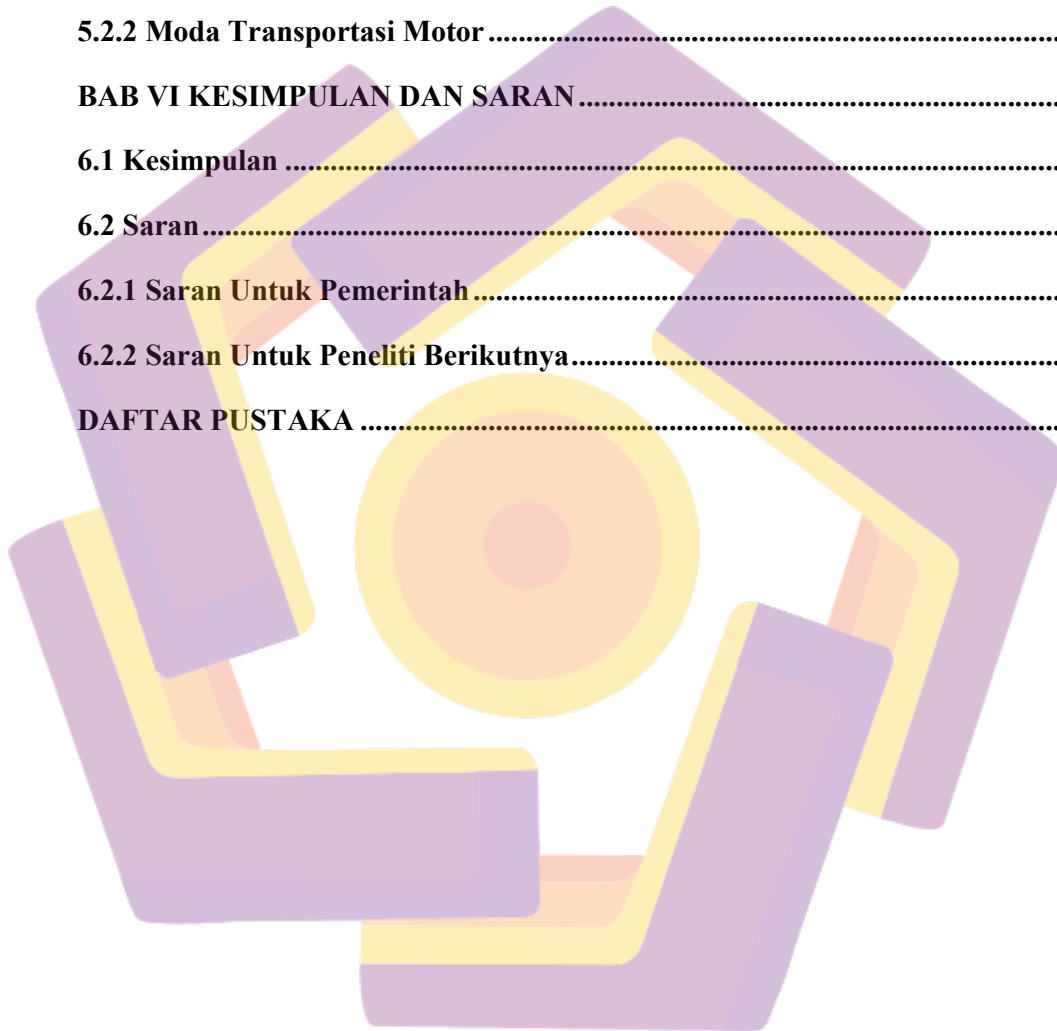 5.2.2 Moda Transportasi Motor ..........................................................................
BAB VI KESIMPULAN DAN SARAN ...............................................................
6.1 Kesimpulan ....................................................................................................
6.2 Saran ..............................................................................................................
6.2.1 Saran Untuk Pemerintah ............................................................................
6.2.2 Saran Untuk Peneliti Berikutnya ................................................................
DAFTAR PUSTAKA ..........................................................................................